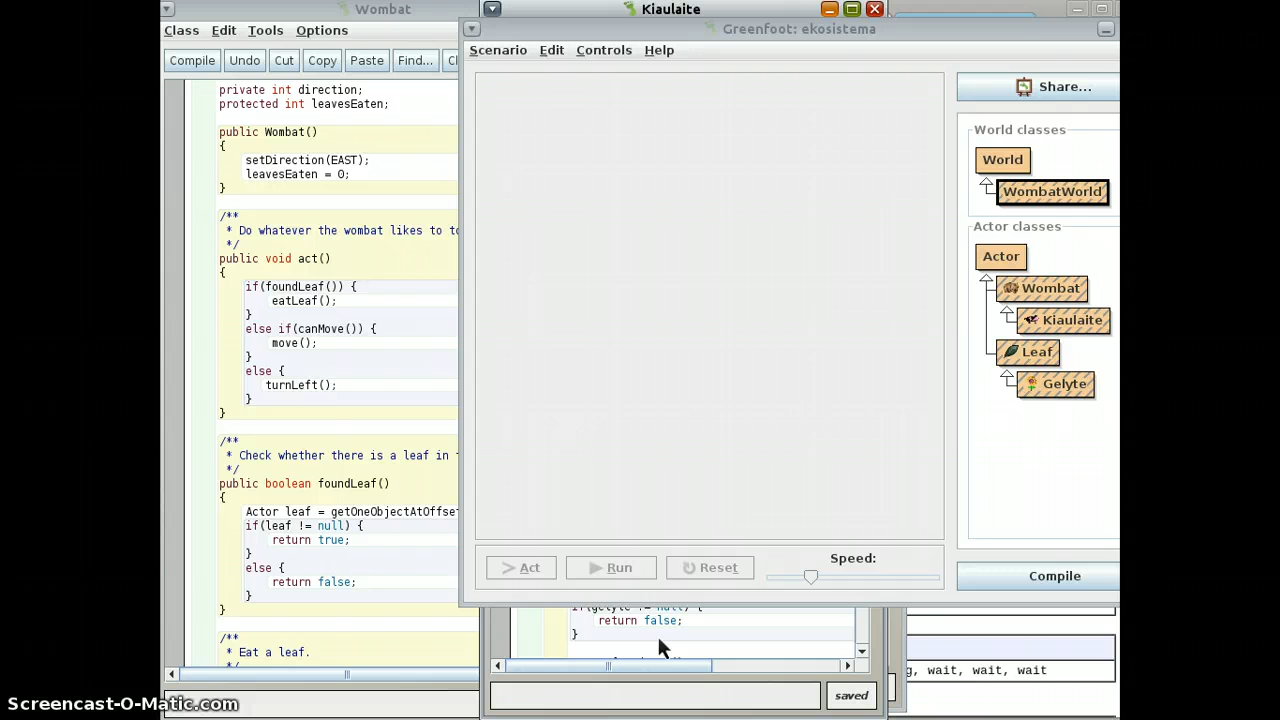 Wombat
Class Edit Tools Options
Compile Undo Cut Copy Paste Find...
private int direction;
protected int leavesEaten;
public Wombat()
{
setDirection(EAST);
leavesEaten = 0;
}
/**
* Do whatever the wombat likes to
*/
public void act()
{
if(foundLeaf()) {
eatLeaf();
}
else if(canMove()) {
move();
}
else {
turnLeft();
}
}
/**
* Check whether there is a leaf in
*/
public boolean foundLeaf()
{
Actor leaf = getOneObjectAtOffset
if(leaf != null) {
return true;
}
else {
return false;
}
}
/**
* Eat a leaf.
*/
Kiaulaite
Greenfoot: ekosistema
Scenario Edit Controls Help
Share...
World classes
World
WombatWorld
Actor classes
Actor
Wombat
Kiaulaite
Leaf
Gelyte
> Act Run Reset
Speed:
Compile
if(gelyte != null) {
return false;
}
g, wait, wait, wait
saved
Screencast-O-Matic.com